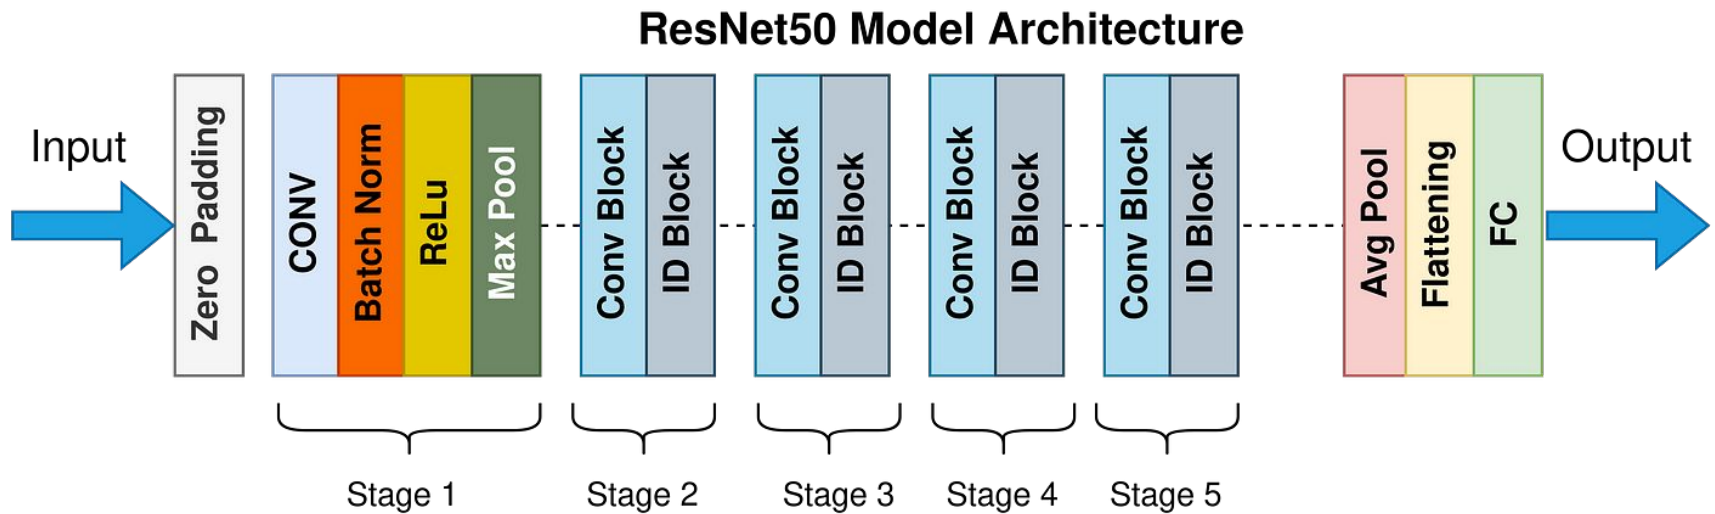 ResNet50 Model Architecture
Input
Zero Padding
CONV
Batch Norm
ReLu
Max Pool
Conv Block
ID Block
Conv Block
ID Block
Conv Block
ID Block
Conv Block
ID Block
Avg Pool
Flattening
FC
Output
Stage 1
Stage 2
Stage 3
Stage 4
Stage 5